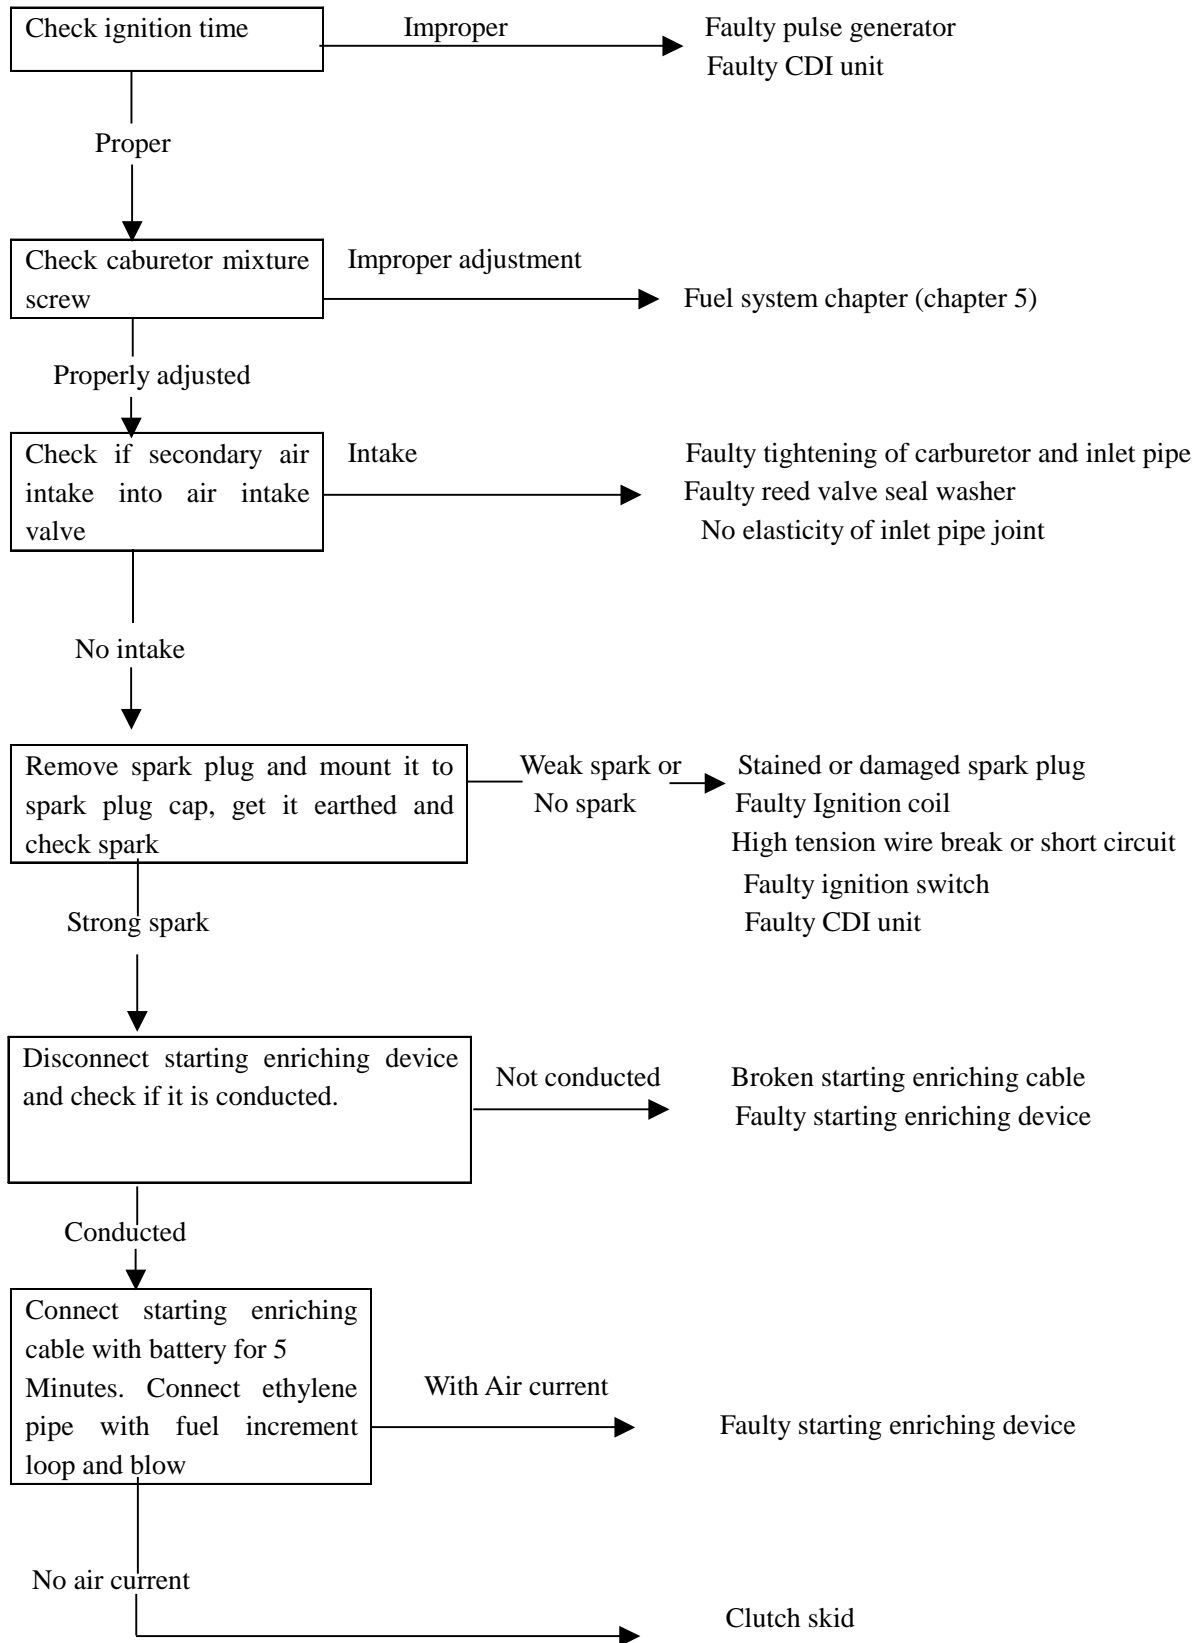 Check ignition time
Improper
Faulty pulse generator
Faulty CDI unit
Proper
Check caburetor mixture
screw
Improper adjustment
Fuel system chapter (chapter 5)
Properly adjusted
Check if secondary air
intake into air intake
valve
Intake
Faulty tightening of carburetor and inlet pipe
Faulty reed valve seal washer
No elasticity of inlet pipe joint
No intake
Remove spark plug and mount it to
spark plug cap, get it earthed and
check spark
Weak spark or
No spark
Stained or damaged spark plug
Faulty Ignition coil
High tension wire break or short circuit
Faulty ignition switch
Faulty CDI unit
Strong spark
Disconnect starting enriching device
and check if it is conducted.
Not conducted
Broken starting enriching cable
Faulty starting enriching device
Conducted
Connect starting enriching
cable with battery for 5
Minutes. Connect ethylene
pipe with fuel increment
loop and blow
With Air current
Faulty starting enriching device
No air current
Clutch skid